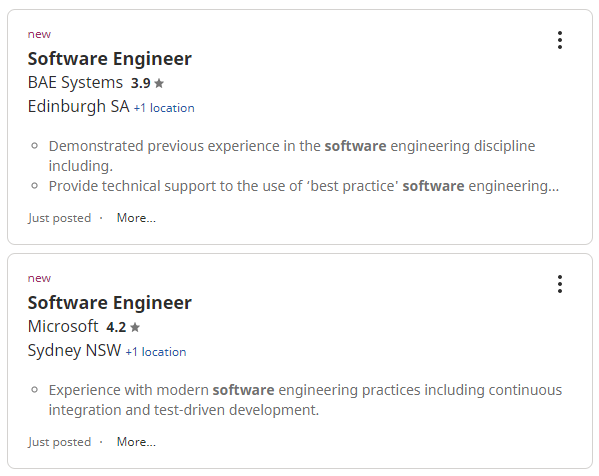 new
Software Engineer
BAE Systems 3.9★
Edinburgh SA +1 location
Demonstrated previous experience in the software engineering discipline
including.
Provide technical support to the use of ‘best practice' software engineering...
Just posted · More...
new
Software Engineer
Microsoft 4.2★
Sydney NSW +1 location
Experience with modern software engineering practices including continuous
integration and test-driven development.
Just posted · More...